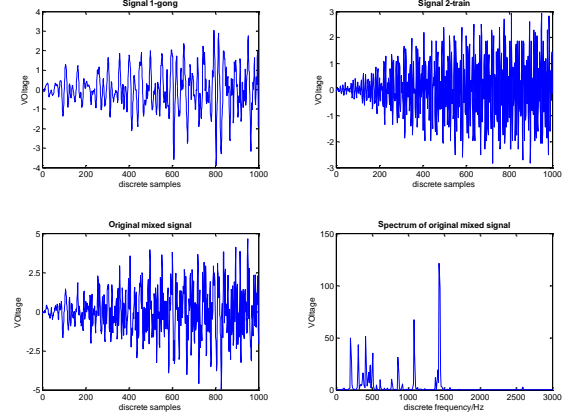 Signal 1-gong
VOltage
4
3
2
1
0
-1
-2
-3
-4
0 200 400 600 800 1000
discrete samples
Signal 2-train
VOltage
3
2
1
0
-1
-2
-3
0 200 400 600 800 1000
discrete samples
Original mixed signal
VOltage
5
2.5
0
-2.5
-5
0 200 400 600 800 1000
discrete samples
Spectrum of original mixed signal
VOltage
150
100
50
0
0 500 1000 1500 2000 2500 3000
discrete frequency/Hz